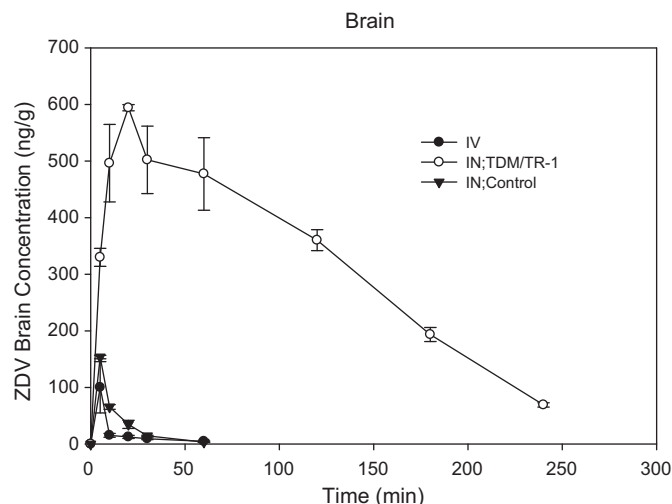 Brain
ZDV Brain Concentration (ng/g)
700
600
500
400
300
200
100
0
IV
IN;TDM/TR-1
IN;Control
0 50 100 150 200 250 300
Time (min)